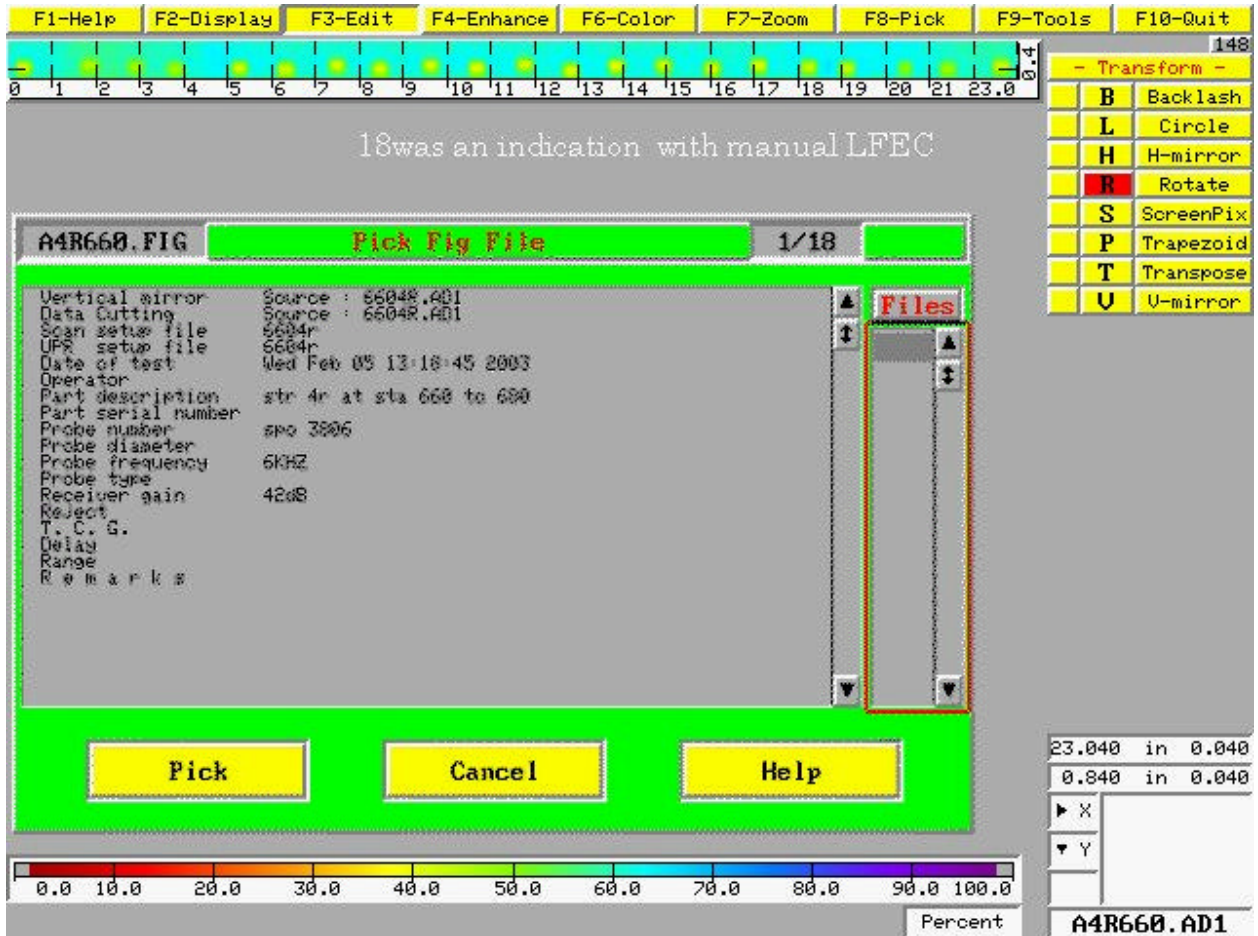 F1-Help F2-Display F3-Edit F4-Enhance F6-Color F7-Zoom F8-Pick F9-Tools F10-Quit
148
0.4
0 1 2 3 4 5 6 7 8 9 10 11 12 13 14 15 16 17 18 19 20 21 23.0
- Transform -
B Backlash
L Circle
H H-mirror
R Rotate
S ScreenPix
P Trapezoid
T Transpose
V V-mirror
18was an indication with manual LFEC
A4R660.FIG Pick Fig File 1/18
Files
Vertical mirror Source : 6604R.AD1
Data Cutting Source : 6604R.AD1
Scan setup file 6604r
UPR setup file 6604r
Date of test Wed Feb 05 13:18:45 2003
Operator
Part description str 4r at sta 660 to 680
Part serial number
Probe number spo 3806
Probe diameter
Probe frequency 6KHZ
Probe type
Receiver gain 42dB
Reject
T. C. G.
Delay
Range
R e m a r k s
Pick Cancel Help
23.040 in 0.040
0.840 in 0.040
X
Y
0.0 10.0 20.0 30.0 40.0 50.0 60.0 70.0 80.0 90.0 100.0
Percent
A4R660.AD1